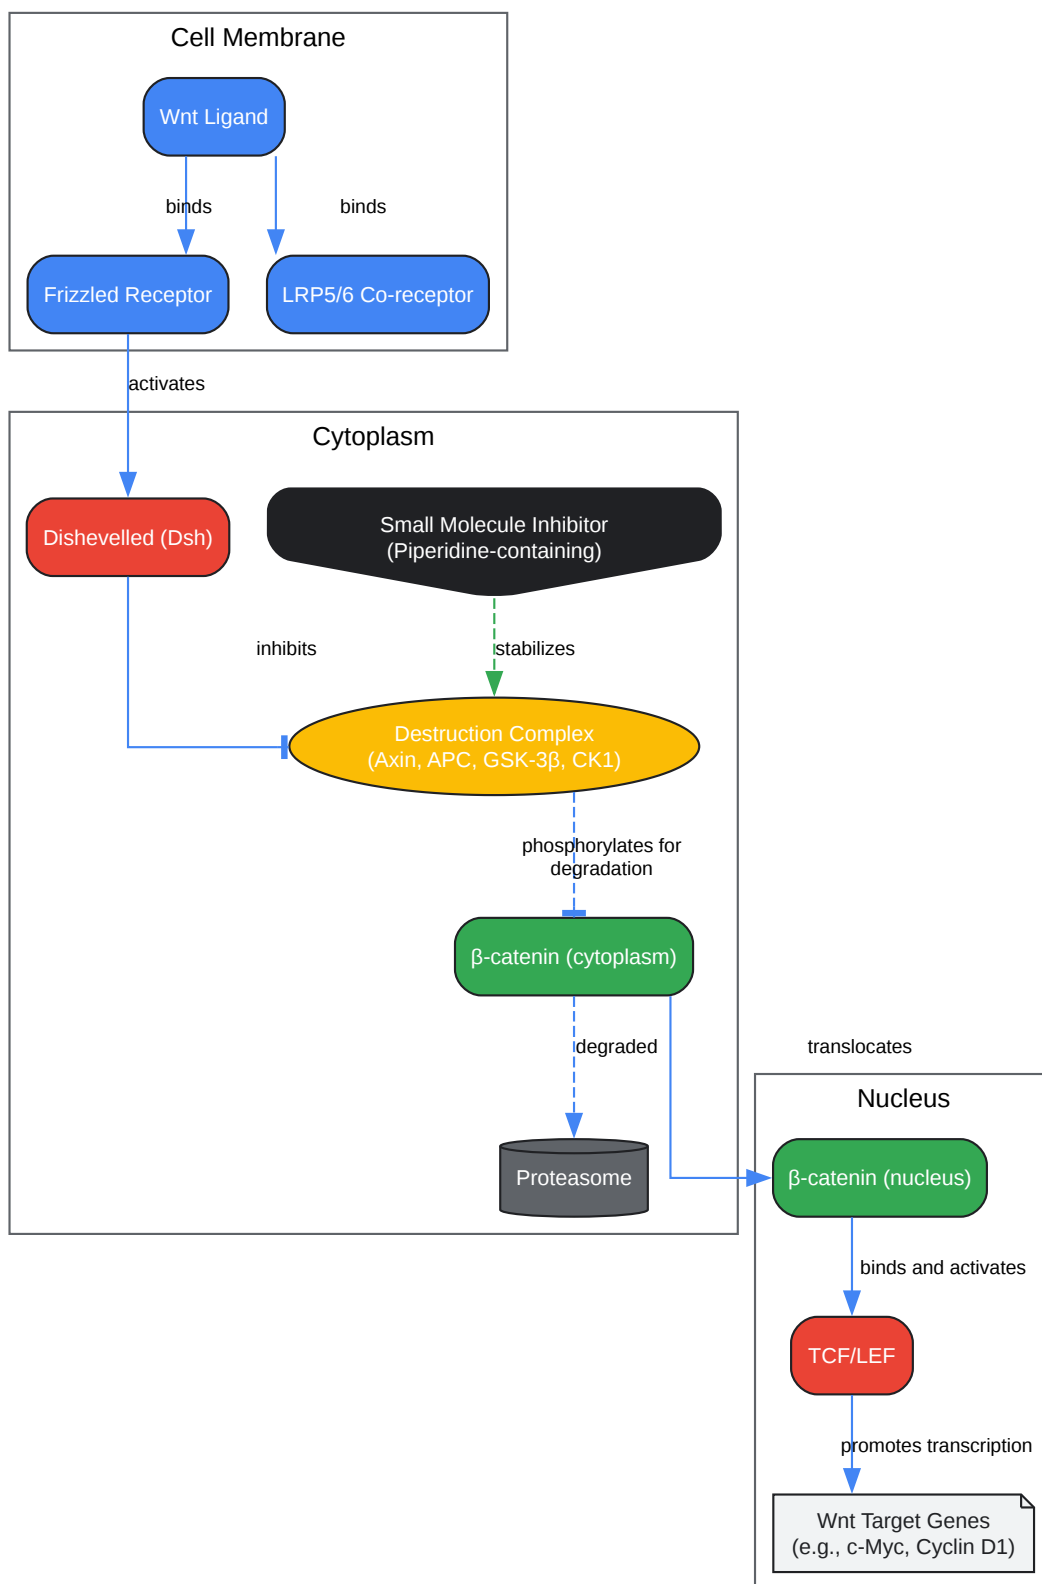 Cell Membrane
Wnt Ligand
binds
binds
Frizzled Receptor
LRP5/6 Co-receptor
activates
Cytoplasm
Dishevelled (Dsh)
Small Molecule Inhibitor
(Piperidine-containing)
inhibits
stabilizes
Destruction Complex
(Axin, APC, GSK-3β, CK1)
phosphorylates for
degradation
β-catenin (cytoplasm)
degraded
translocates
Nucleus
Proteasome
β-catenin (nucleus)
binds and activates
TCF/LEF
promotes transcription
Wnt Target Genes
(e.g., c-Myc, Cyclin D1)